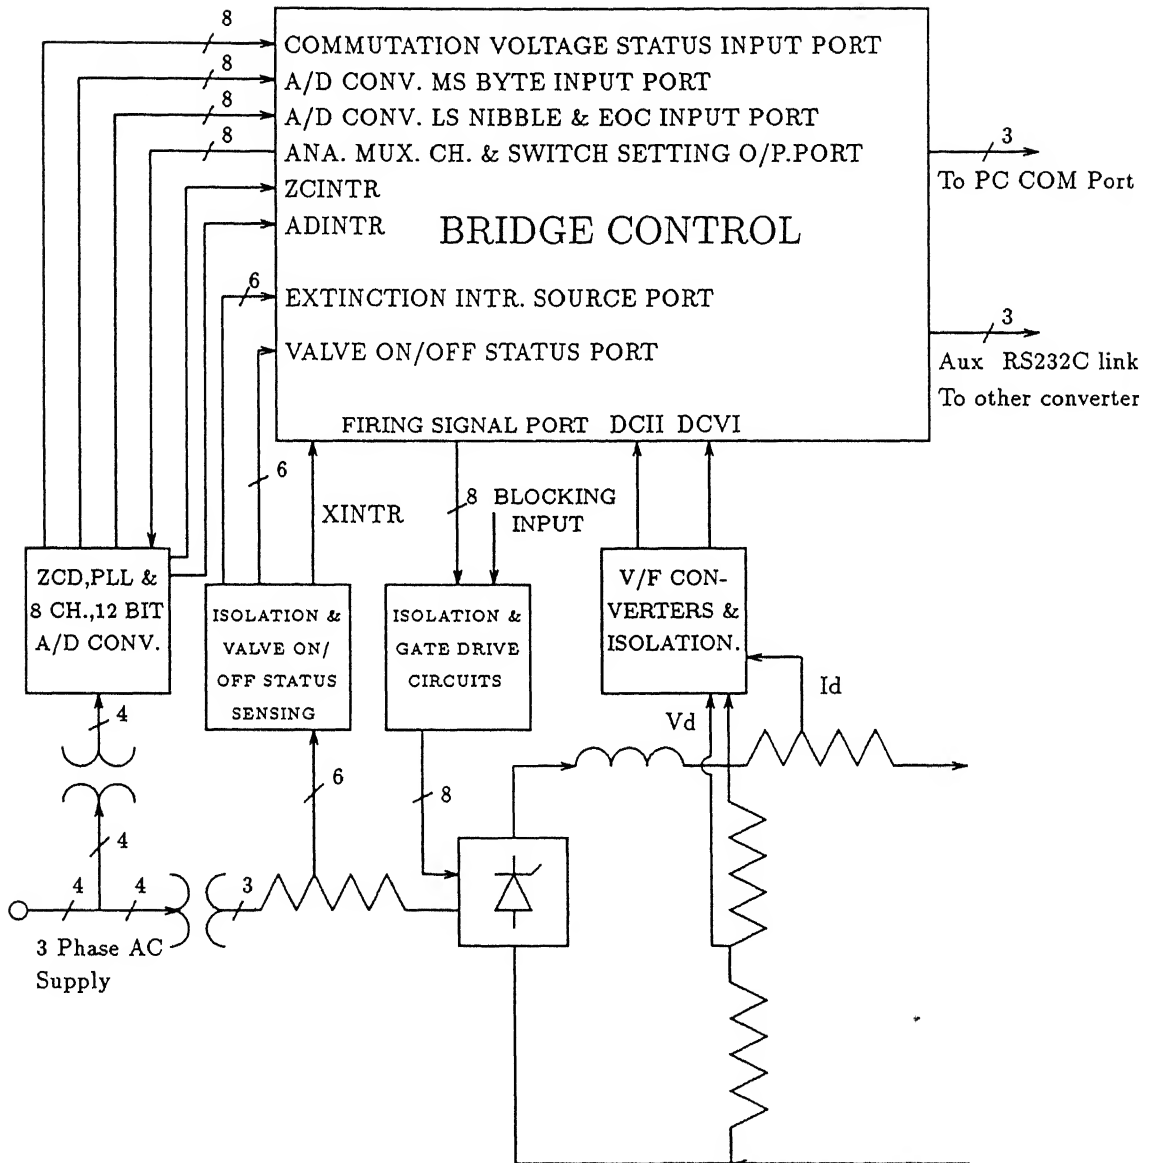 8
COMMUTATION VOLTAGE STATUS INPUT PORT
8
A/D CONV. MS BYTE INPUT PORT
8
A/D CONV. LS NIBBLE & EOC INPUT PORT
8
ANA. MUX. CH. & SWITCH SETTING O/P.PORT
ZCINTR
ADINTR
BRIDGE CONTROL
6
EXTINCTION INTR. SOURCE PORT
VALVE ON/OFF STATUS PORT
FIRING SIGNAL PORT DCII DCVI
3
To PC COM Port
3
Aux RS232C link
To other converter
6
XINTR
8
BLOCKING
INPUT
ZCD,PLL &
8 CH.,12 BIT
A/D CONV.
ISOLATION &
VALVE ON/
OFF STATUS
SENSING
ISOLATION &
GATE DRIVE
CIRCUITS
V/F CON-
VERTERS &
ISOLATION.
Id
Vd
4
6
8
4
4
4
3
3 Phase AC
Supply